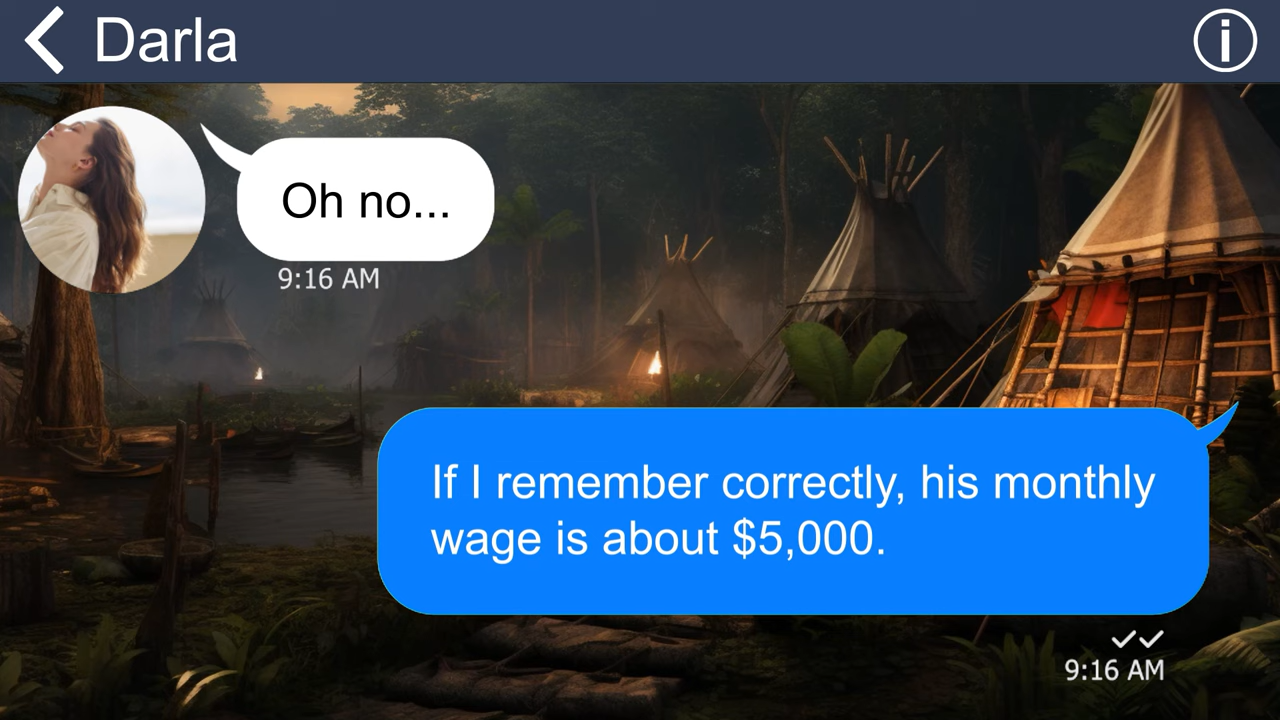 Darla
Oh no...
9:16 AM
If I remember correctly, his monthly
wage is about $5,000.
9:16 AM